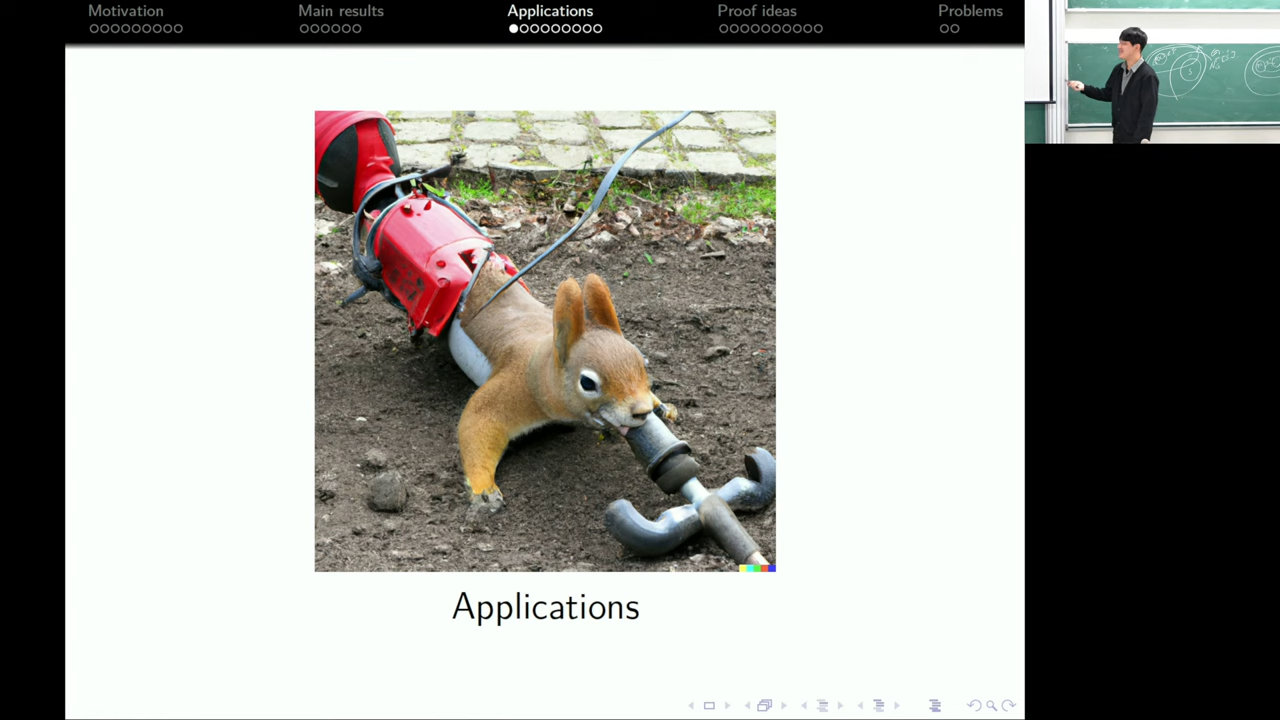 Motivation
Main results
Applications
Proof ideas
Problems
Applications